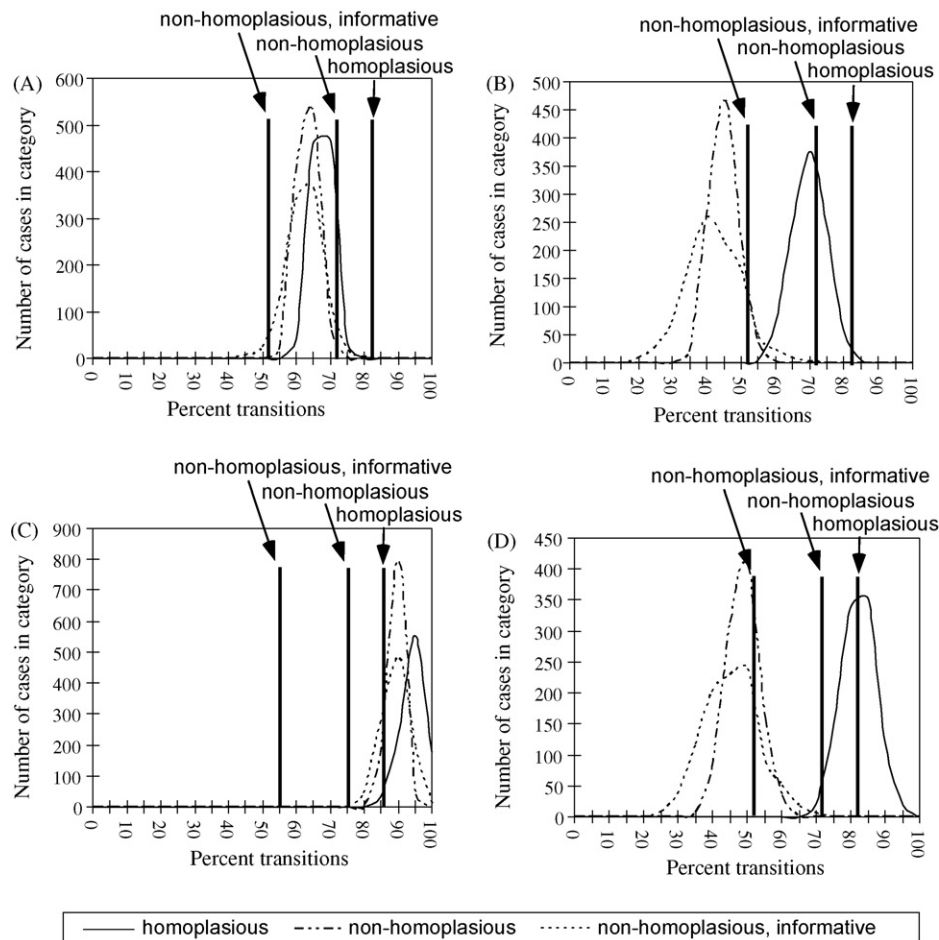 non-homoplasious, informative
non-homoplasious
homoplasious
(A)
600
500
400
300
200
100
0
Number of cases in category
0 10 20 30 40 50 60 70 80 90 100
Percent transitions
non-homoplasious, informative
non-homoplasious
homoplasious
(B)
500
450
400
350
300
250
200
150
100
50
0
Number of cases in category
0 10 20 30 40 50 60 70 80 90 100
Percent transitions
non-homoplasious, informative
non-homoplasious
homoplasious
(C)
900
800
700
600
500
400
300
200
100
0
Number of cases in category
0 10 20 30 40 50 60 70 80 90 100
Percent transitions
non-homoplasious, informative
non-homoplasious
homoplasious
(D)
450
400
350
300
250
200
150
100
50
0
Number of cases in category
0 10 20 30 40 50 60 70 80 90 100
Percent transitions
homoplasious non-homoplasious non-homoplasious, informative